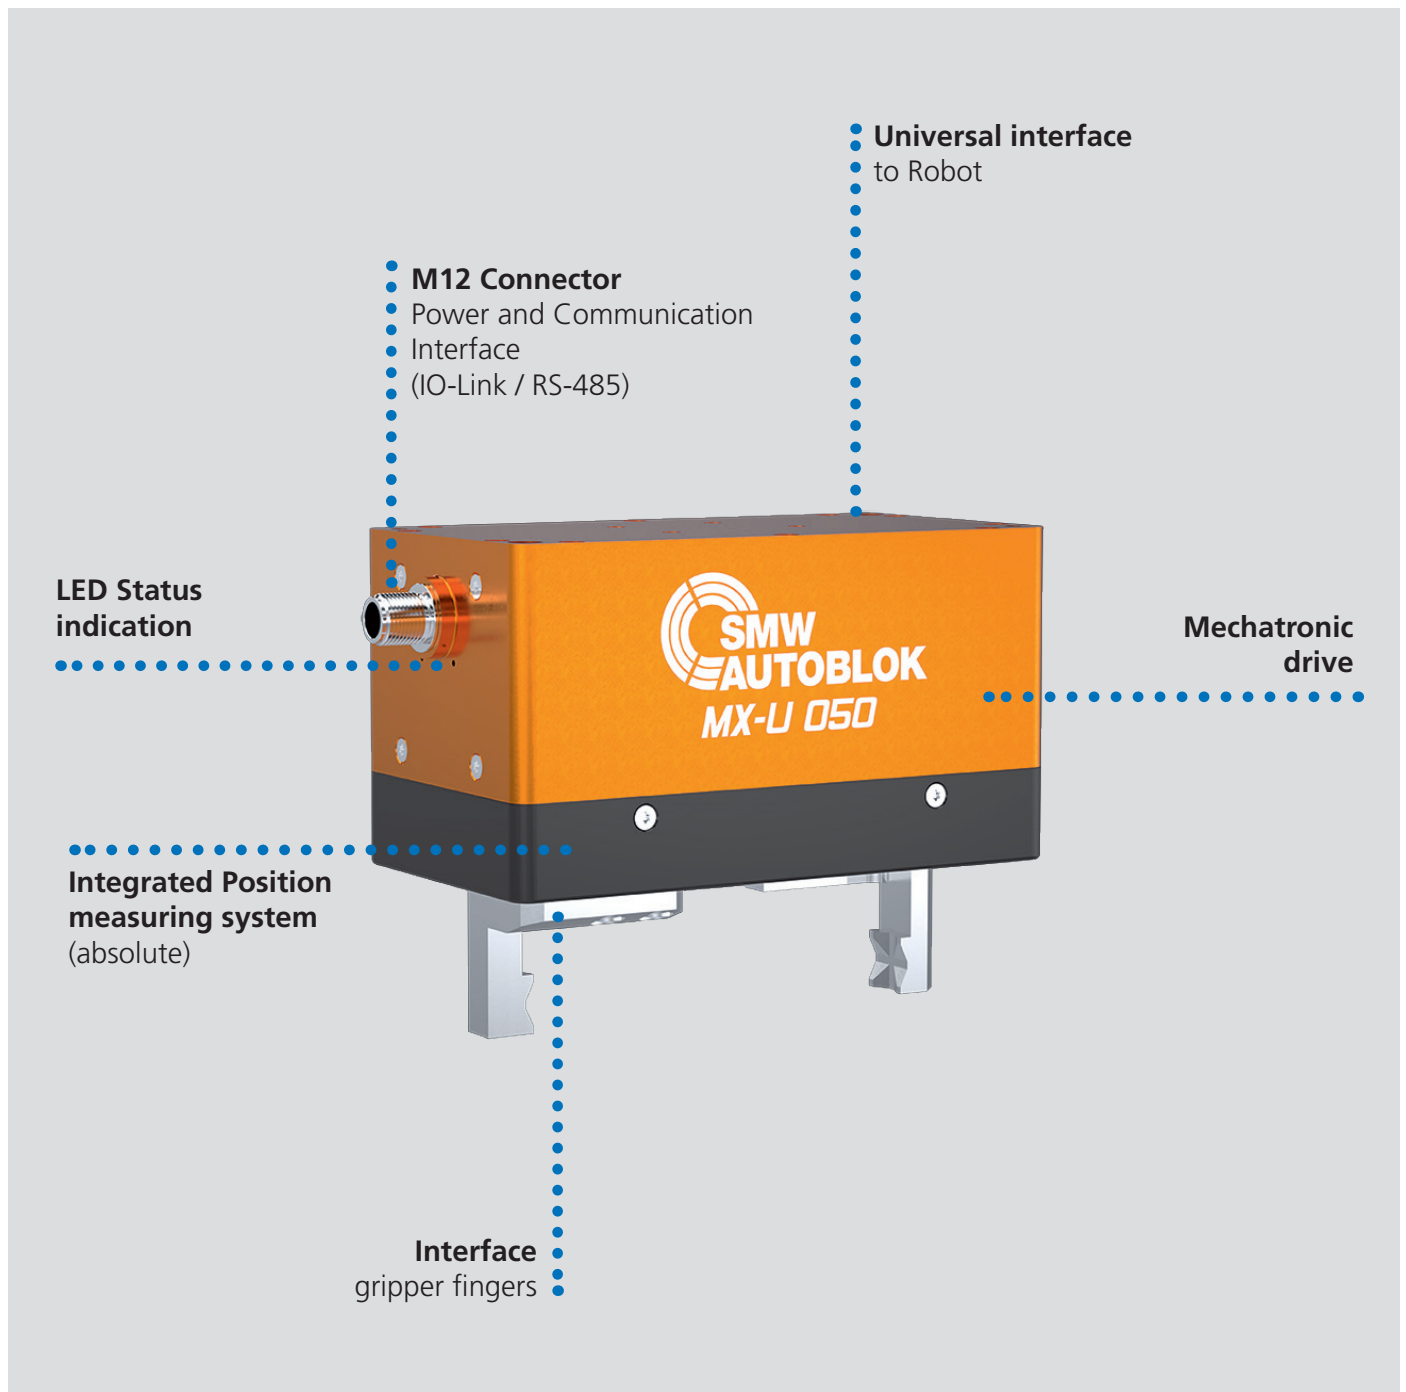 Universal interface
to Robot
M12 Connector
Power and Communication
Interface
(IO-Link / RS-485)
LED Status
indication
SMW
AUTOBLOK
MX-U 050
Mechatronic
drive
Integrated Position
measuring system
(absolute)
Interface
gripper fingers